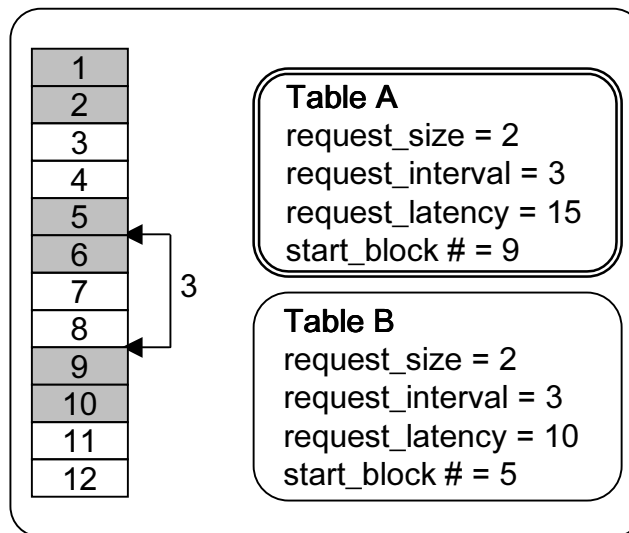 1
2
3
4
5
6
7
8
9
10
11
12
3
Table A
request_size = 2
request_interval = 3
request_latency = 15
start_block # = 9
Table B
request_size = 2
request_interval = 3
request_latency = 10
start_block # = 5